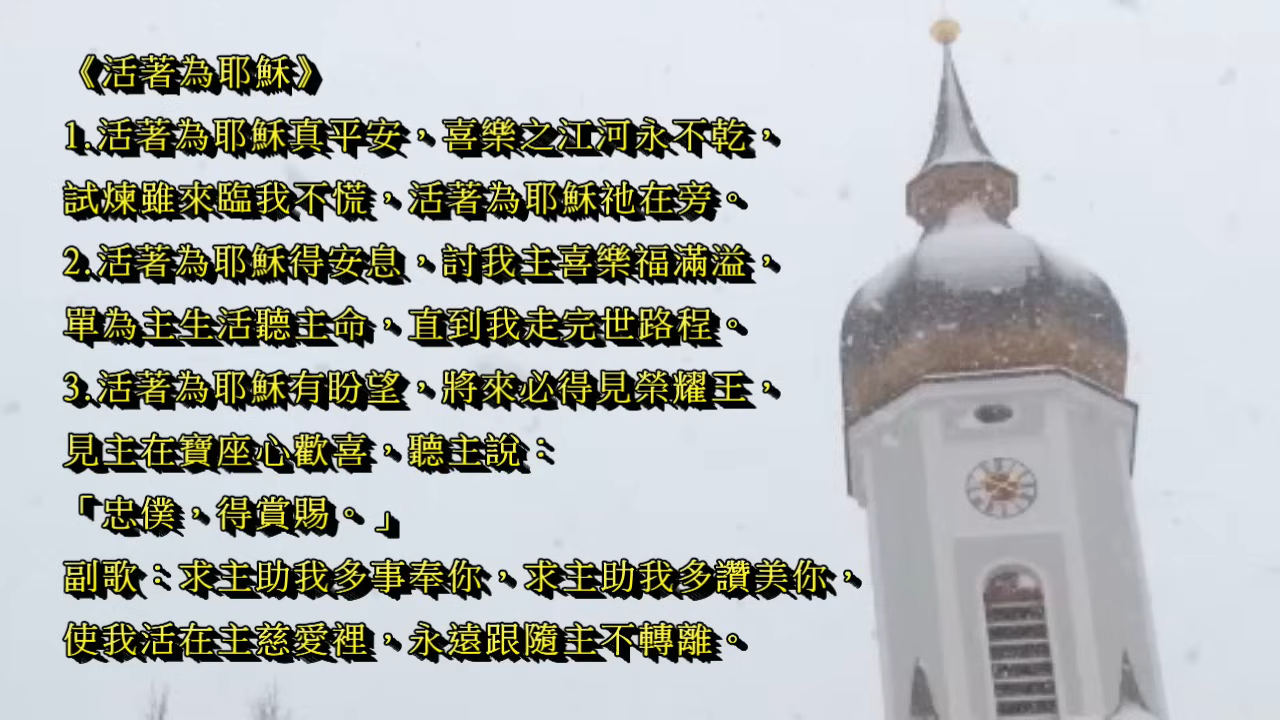 《活著為耶穌》
1.活著為耶穌真平安，喜樂之江河永不乾，
試煉雖來臨我不慌，活著為耶穌祂在旁。
2.活著為耶穌得安息，討我主喜樂福滿溢，
單為主生活聽主命，直到我走完世路程。
3.活著為耶穌有盼望，將來必得見榮耀王，
見主在寶座心歡喜，聽主說：
「忠僕，得賞賜。」
副歌：求主助我多事奉你，求主助我多讚美你，
使我活在主慈愛裡，永遠跟隨主不轉離。